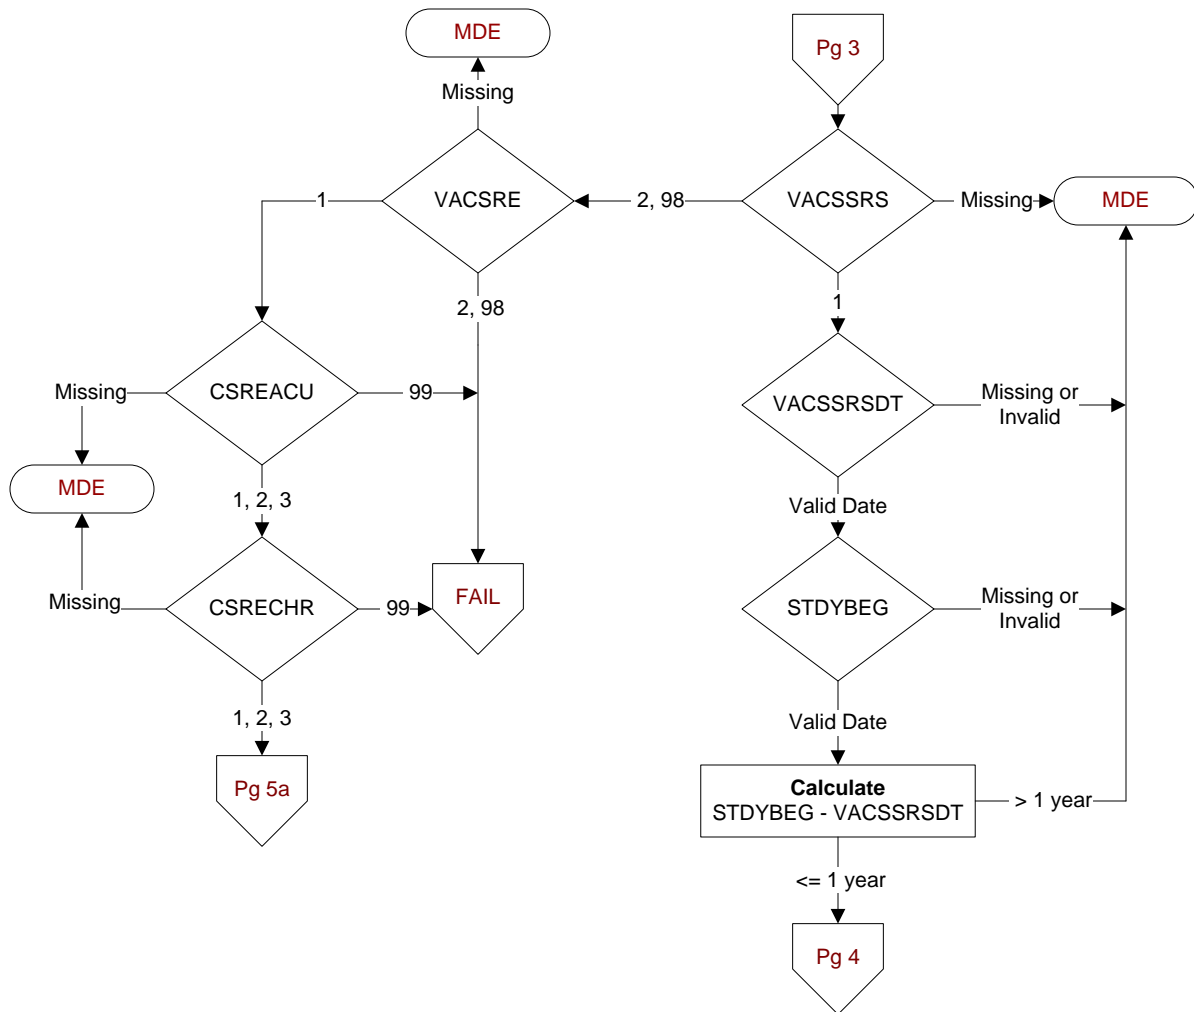 MDE
Pg 3
Missing
VACSRE
1
2, 98
VACSSRS
Missing
MDE
2, 98
1
CSREACU
Missing
99
VACSSRSDT
Missing or
Invalid
MDE
1, 2, 3
Valid Date
CSRECHR
Missing
99
FAIL
STDYBEG
Missing or
Invalid
1, 2, 3
Valid Date
Pg 5a
Calculate
STDYBEG - VACSSRSDT
> 1 year
<= 1 year
Pg 4